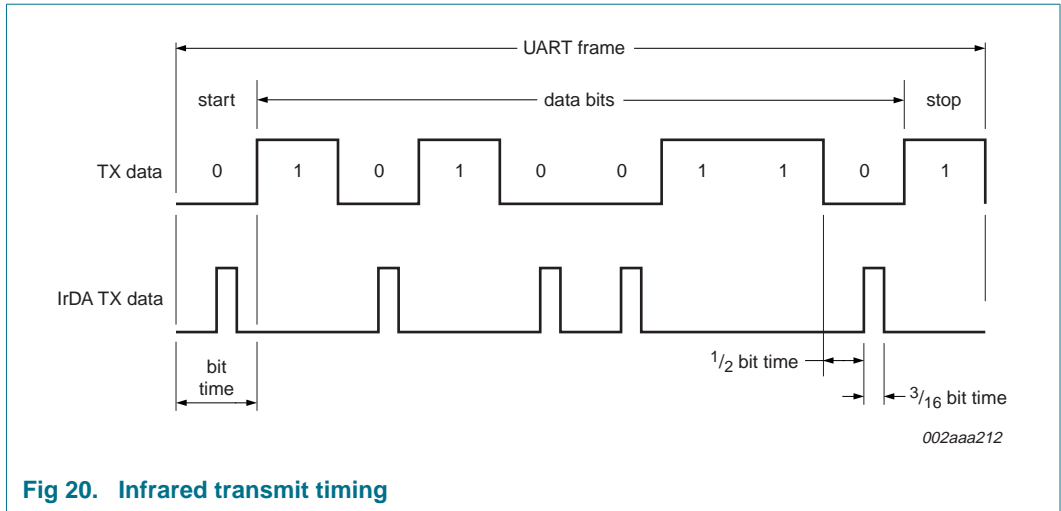 UART frame
start data bits stop
TX data 0 1 0 1 0 0 1 1 0 1
IrDA TX data
bit
time
1/2 bit time
3/16 bit time
002aaa212
Fig 20. Infrared transmit timing